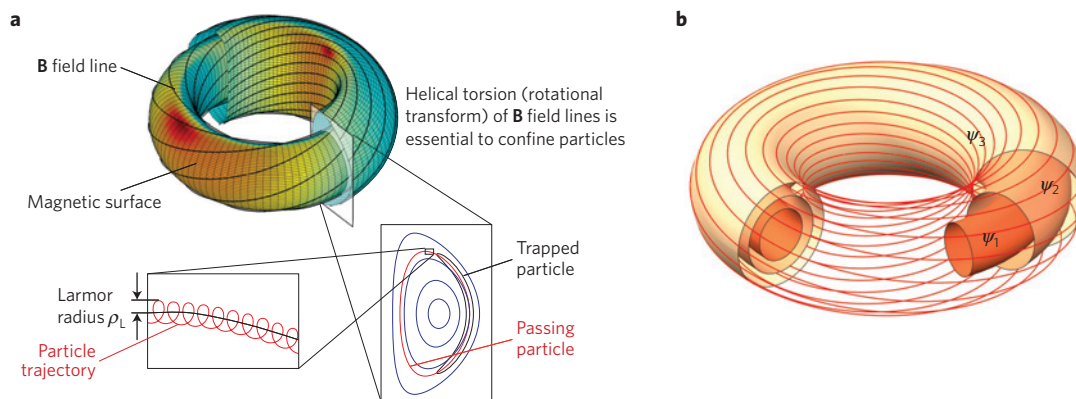 a
B field line
Magnetic surface
Helical torsion (rotational
transform) of B field lines is
essential to confine particles
Larmor
radius ρL
Particle
trajectory
Trapped
particle
Passing
particle
b
ψ3
ψ2
ψ1